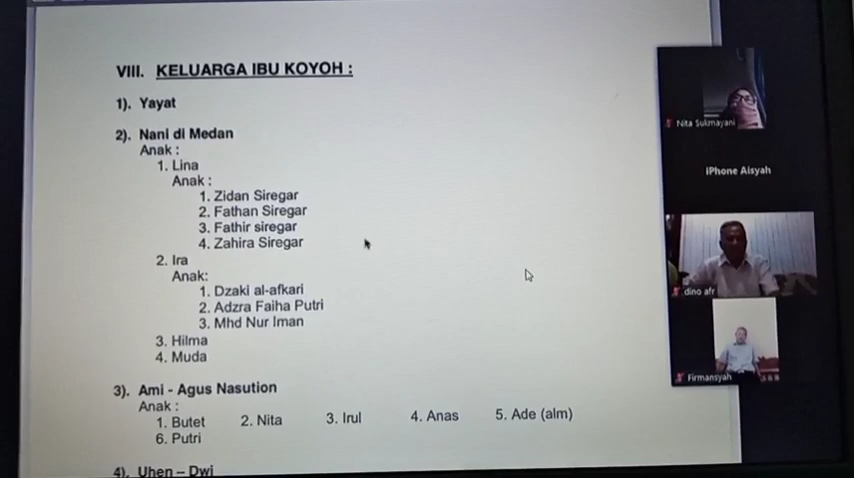 VIII. KELUARGA IBU KOYOH :
1). Yayat
2). Nani di Medan
Anak :
1. Lina
Anak :
1. Zidan Siregar
2. Fathan Siregar
3. Fathir siregar
4. Zahira Siregar
2. Ira
Anak:
1. Dzaki al-afkari
2. Adzra Faiha Putri
3. Mhd Nur Iman
3. Hilma
4. Muda
3). Ami - Agus Nasution
Anak :
1. Butet 2. Nita 3. Irul 4. Anas 5. Ade (alm)
6. Putri
4). Uhen – Dwi
Nita Sukmayani
iPhone Aisyah
dino afr
Firmansyah